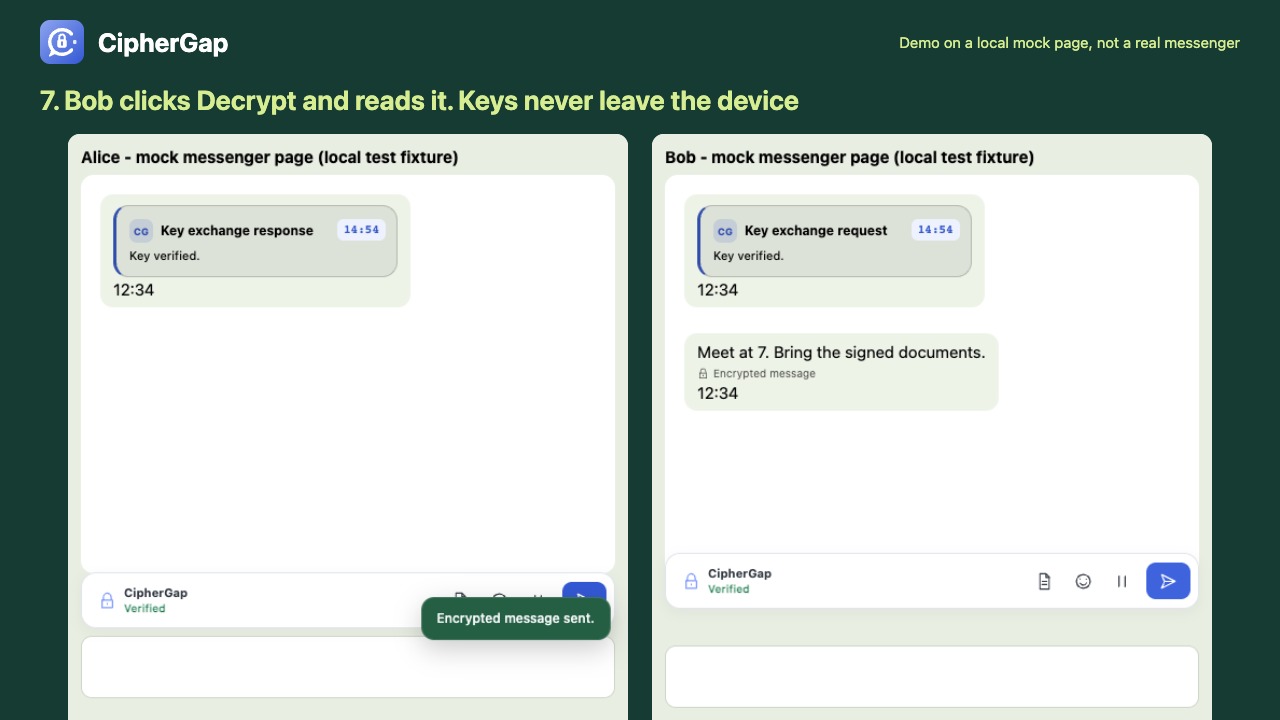 CipherGap
Demo on a local mock page, not a real messenger
7. Bob clicks Decrypt and reads it. Keys never leave the device
Alice - mock messenger page (local test fixture)
CG Key exchange response 14:54
Key verified.
12:34
CipherGap
Verified
Encrypted message sent.
Bob - mock messenger page (local test fixture)
CG Key exchange request 14:54
Key verified.
12:34
Meet at 7. Bring the signed documents.
Encrypted message
12:34
CipherGap
Verified